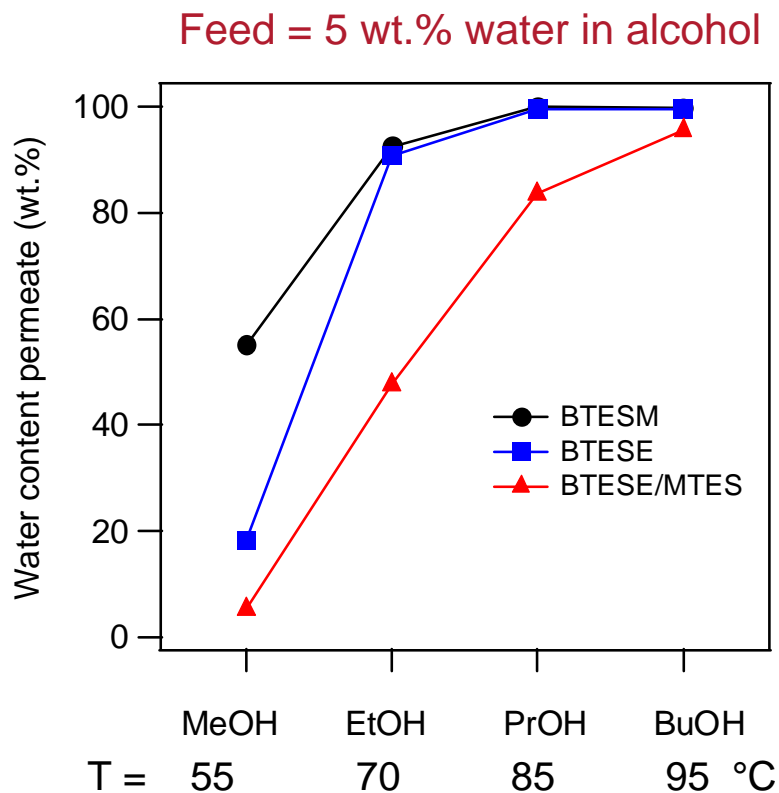 Feed = 5 wt.% water in alcohol
Water content permeate (wt.%)
100
80
60
40
20
0
BTESM
BTESE
BTESE/MTES
MeOH EtOH PrOH BuOH
T = 55 70 85 95 °C